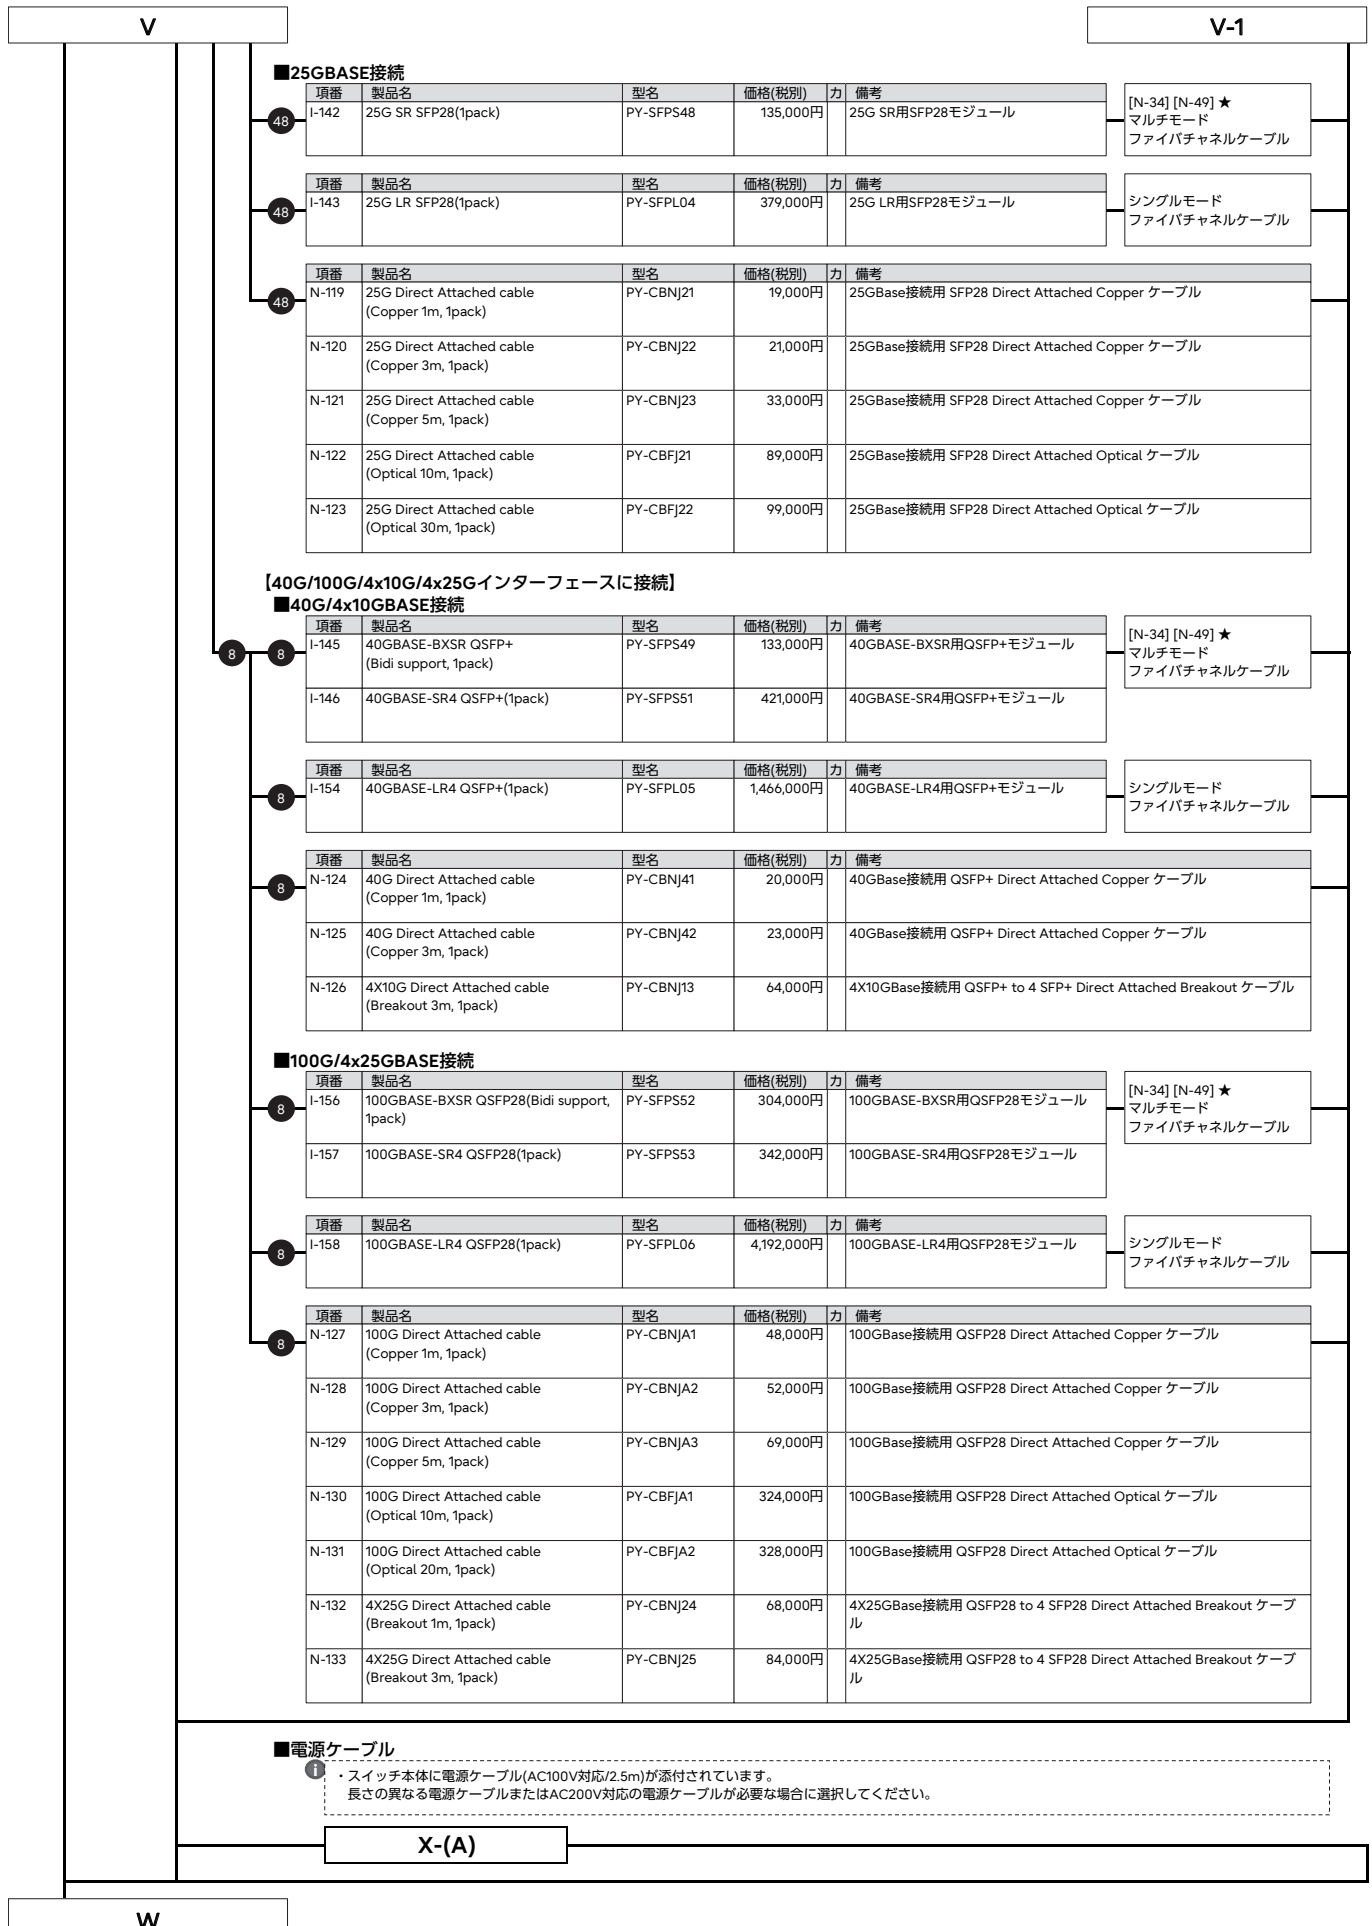 V
V-1
■25GBASE接続
項番 製品名 型名 価格(税別) カ 備考
48 I-142 25G SR SFP28(1pack) PY-SFPS48 135,000円 25G SR用SFP28モジュール
[N-34] [N-49] ★
マルチモード
ファイバチャネルケーブル
項番 製品名 型名 価格(税別) カ 備考
48 I-143 25G LR SFP28(1pack) PY-SFPL04 379,000円 25G LR用SFP28モジュール
シングルモード
ファイバチャネルケーブル
項番 製品名 型名 価格(税別) カ 備考
48 N-119 25G Direct Attached cable PY-CBNJ21 19,000円 25GBase接続用 SFP28 Direct Attached Copper ケーブル
(Copper 1m, 1pack)
N-120 25G Direct Attached cable PY-CBNJ22 21,000円 25GBase接続用 SFP28 Direct Attached Copper ケーブル
(Copper 3m, 1pack)
N-121 25G Direct Attached cable PY-CBNJ23 33,000円 25GBase接続用 SFP28 Direct Attached Copper ケーブル
(Copper 5m, 1pack)
N-122 25G Direct Attached cable PY-CBFJ21 89,000円 25GBase接続用 SFP28 Direct Attached Optical ケーブル
(Optical 10m, 1pack)
N-123 25G Direct Attached cable PY-CBFJ22 99,000円 25GBase接続用 SFP28 Direct Attached Optical ケーブル
(Optical 30m, 1pack)
【40G/100G/4x10G/4x25Gインターフェースに接続】
■40G/4x10GBASE接続
項番 製品名 型名 価格(税別) カ 備考
8 8 I-145 40GBASE-BXSR QSFP+ PY-SFPS49 133,000円 40GBASE-BXSR用QSFP+モジュール
(Bidi support, 1pack)
[N-34] [N-49] ★
マルチモード
ファイバチャネルケーブル
I-146 40GBASE-SR4 QSFP+(1pack) PY-SFPS51 421,000円 40GBASE-SR4用QSFP+モジュール
項番 製品名 型名 価格(税別) カ 備考
8 I-154 40GBASE-LR4 QSFP+(1pack) PY-SFPL05 1,466,000円 40GBASE-LR4用QSFP+モジュール
シングルモード
ファイバチャネルケーブル
項番 製品名 型名 価格(税別) カ 備考
8 N-124 40G Direct Attached cable PY-CBNJ41 20,000円 40GBase接続用 QSFP+ Direct Attached Copper ケーブル
(Copper 1m, 1pack)
N-125 40G Direct Attached cable PY-CBNJ42 23,000円 40GBase接続用 QSFP+ Direct Attached Copper ケーブル
(Copper 3m, 1pack)
N-126 4X10G Direct Attached cable PY-CBNJ13 64,000円 4X10GBase接続用 QSFP+ to 4 SFP+ Direct Attached Breakout ケーブル
(Breakout 3m, 1pack)
■100G/4x25GBASE接続
項番 製品名 型名 価格(税別) カ 備考
8 I-156 100GBASE-BXSR QSFP28(Bidi support, PY-SFPS52 304,000円 100GBASE-BXSR用QSFP28モジュール
1pack)
[N-34] [N-49] ★
マルチモード
ファイバチャネルケーブル
I-157 100GBASE-SR4 QSFP28(1pack) PY-SFPS53 342,000円 100GBASE-SR4用QSFP28モジュール
項番 製品名 型名 価格(税別) カ 備考
8 I-158 100GBASE-LR4 QSFP28(1pack) PY-SFPL06 4,192,000円 100GBASE-LR4用QSFP28モジュール
シングルモード
ファイバチャネルケーブル
項番 製品名 型名 価格(税別) カ 備考
8 N-127 100G Direct Attached cable PY-CBNJA1 48,000円 100GBase接続用 QSFP28 Direct Attached Copper ケーブル
(Copper 1m, 1pack)
N-128 100G Direct Attached cable PY-CBNJA2 52,000円 100GBase接続用 QSFP28 Direct Attached Copper ケーブル
(Copper 3m, 1pack)
N-129 100G Direct Attached cable PY-CBNJA3 69,000円 100GBase接続用 QSFP28 Direct Attached Copper ケーブル
(Copper 5m, 1pack)
N-130 100G Direct Attached cable PY-CBFJA1 324,000円 100GBase接続用 QSFP28 Direct Attached Optical ケーブル
(Optical 10m, 1pack)
N-131 100G Direct Attached cable PY-CBFJA2 328,000円 100GBase接続用 QSFP28 Direct Attached Optical ケーブル
(Optical 20m, 1pack)
N-132 4X25G Direct Attached cable PY-CBNJ24 68,000円 4X25GBase接続用 QSFP28 to 4 SFP28 Direct Attached Breakout ケーブ
(Breakout 1m, 1pack) ル
N-133 4X25G Direct Attached cable PY-CBNJ25 84,000円 4X25GBase接続用 QSFP28 to 4 SFP28 Direct Attached Breakout ケーブ
(Breakout 3m, 1pack) ル
■電源ケーブル
i ・スイッチ本体に電源ケーブル(AC100V対応/2.5m)が添付されています。
長さの異なる電源ケーブルまたはAC200V対応の電源ケーブルが必要な場合に選択してください。
X-(A)
W